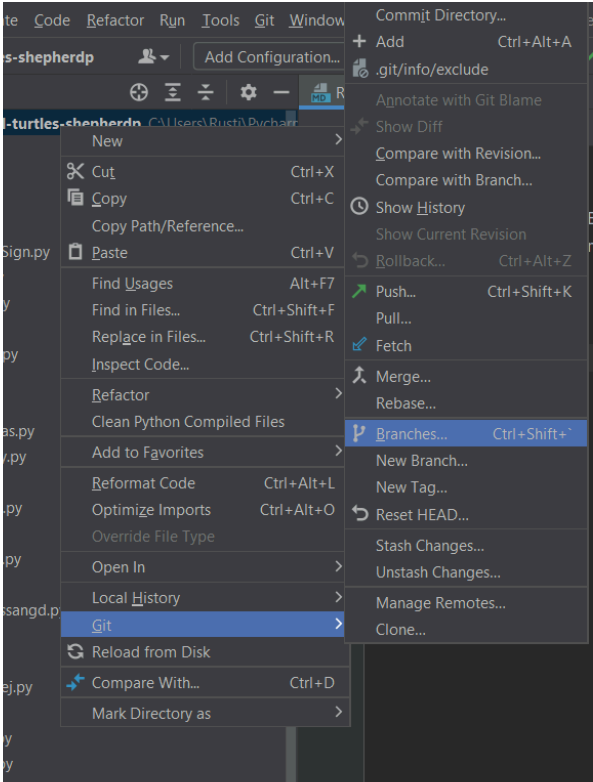 te Code Refactor Run Tools Git Window
s-shepherdp Add Configuration...
MD R
l-turtles-shepherdp C:\Users\Rusti\Pycharm
Sign.py
y
py
as.py
y.py
.py
.py
ssangd.p
ej.py
y
py
New
Cut Ctrl+X
Copy Ctrl+C
Copy Path/Reference...
Paste Ctrl+V
Find Usages Alt+F7
Find in Files... Ctrl+Shift+F
Replace in Files... Ctrl+Shift+R
Inspect Code...
Refactor
Clean Python Compiled Files
Add to Favorites
Reformat Code Ctrl+Alt+L
Optimize Imports Ctrl+Alt+O
Override File Type
Open In
Local History
Git
Reload from Disk
Compare With... Ctrl+D
Mark Directory as
Commit Directory...
Add Ctrl+Alt+A
.git/info/exclude
Annotate with Git Blame
Show Diff
Compare with Revision...
Compare with Branch...
Show History
Show Current Revision
Rollback... Ctrl+Alt+Z
Push... Ctrl+Shift+K
Pull...
Fetch
Merge...
Rebase...
Branches... Ctrl+Shift+`
New Branch...
New Tag...
Reset HEAD...
Stash Changes...
Unstash Changes...
Manage Remotes...
Clone...